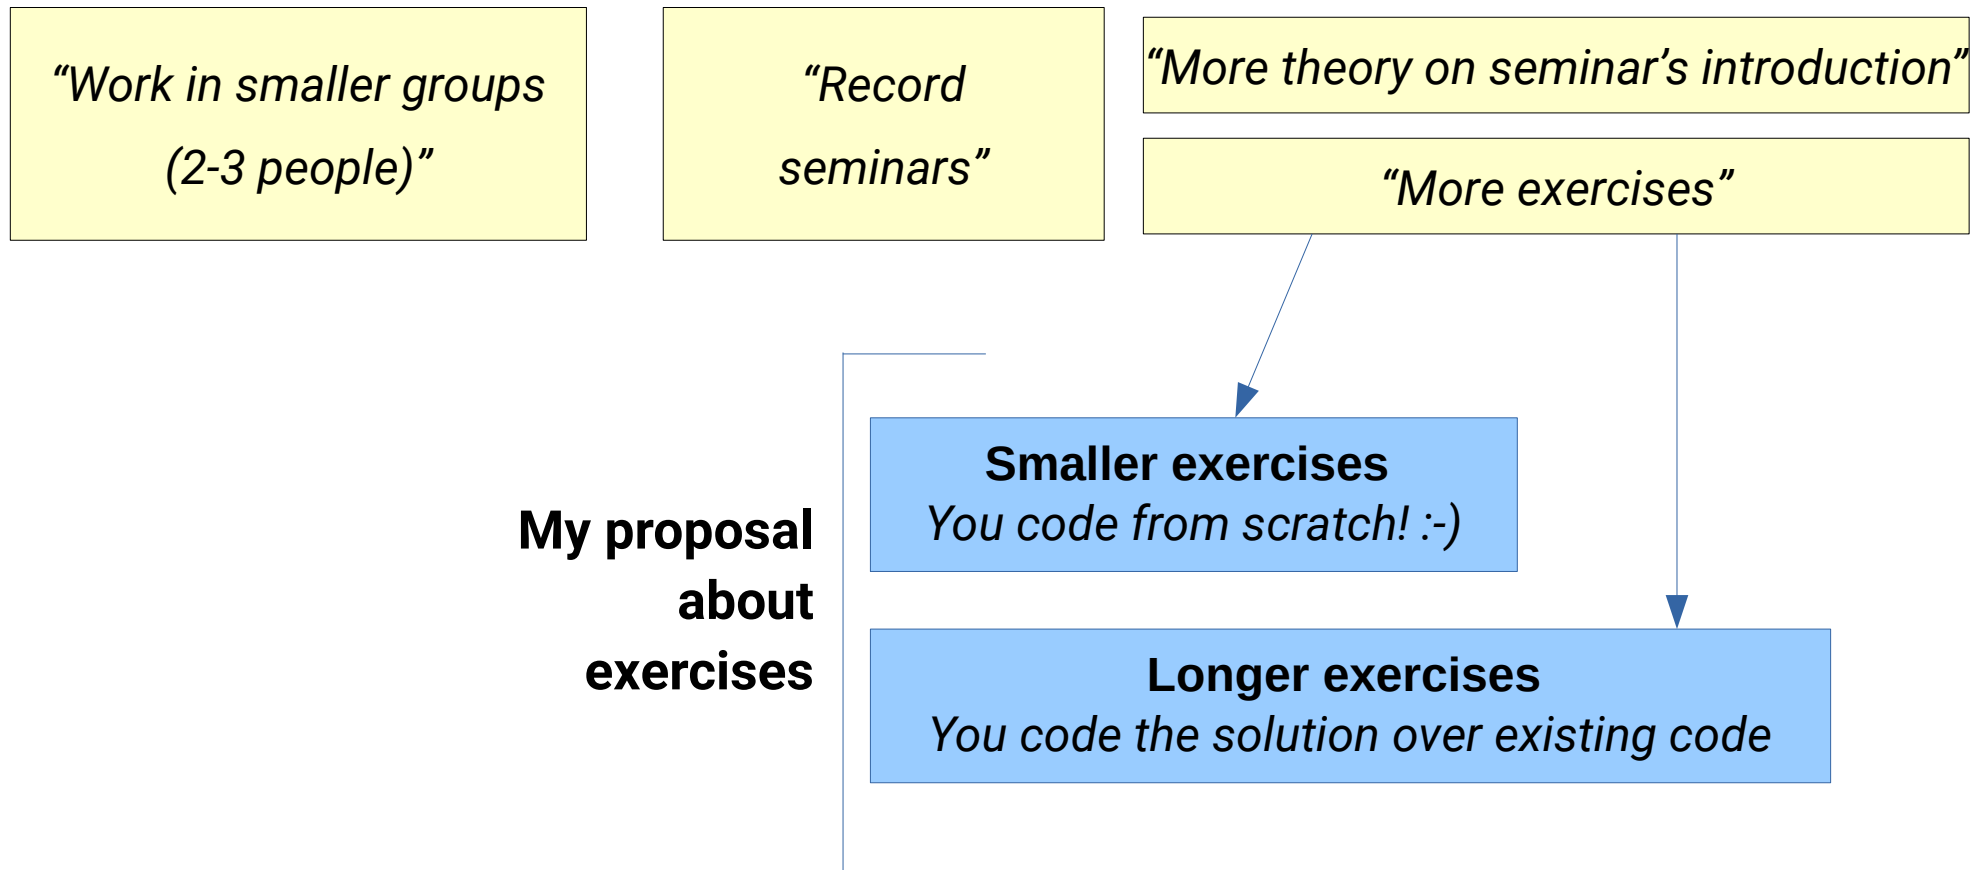 “Work in smaller groups
(2-3 people)”
“Record
seminars”
“More theory on seminar’s introduction”
“More exercises”
My proposal
about
exercises
Smaller exercises
You code from scratch! :-)
Longer exercises
You code the solution over existing code